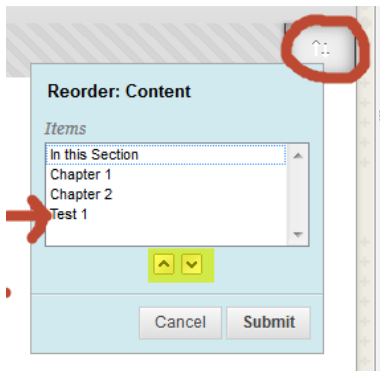 Reorder: Content
Items
In this Section
Chapter 1
Chapter 2
Test 1
Cancel Submit